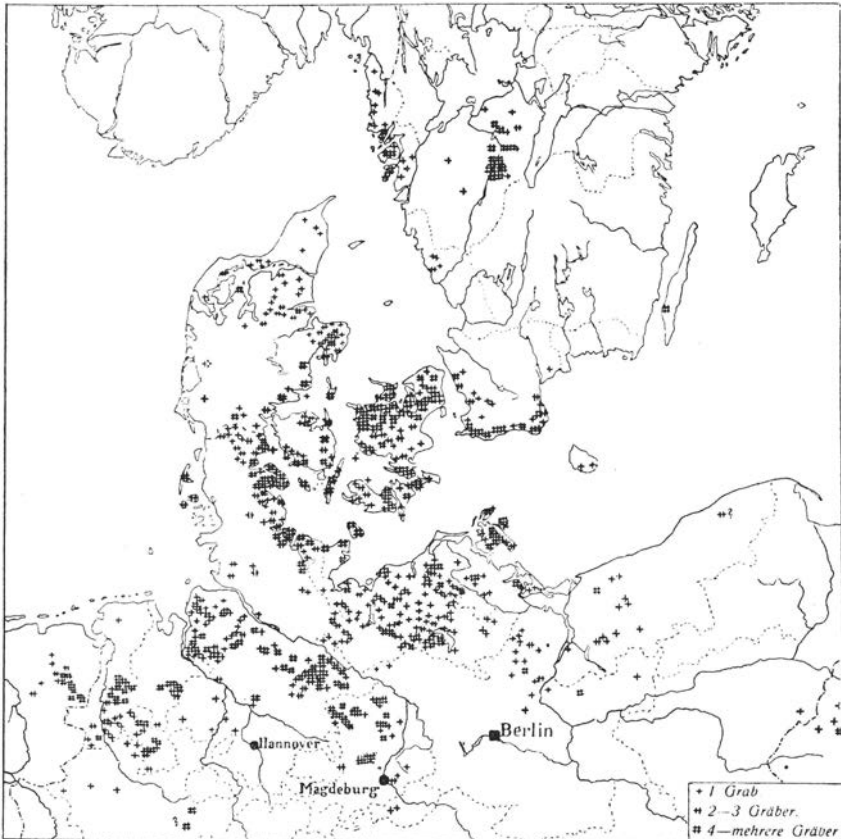 Berlin
Hannover
Magdeburg
+ 1 Grab
⧺ 2—3 Gräber.
⌗ 4—mehrere Gräber
?